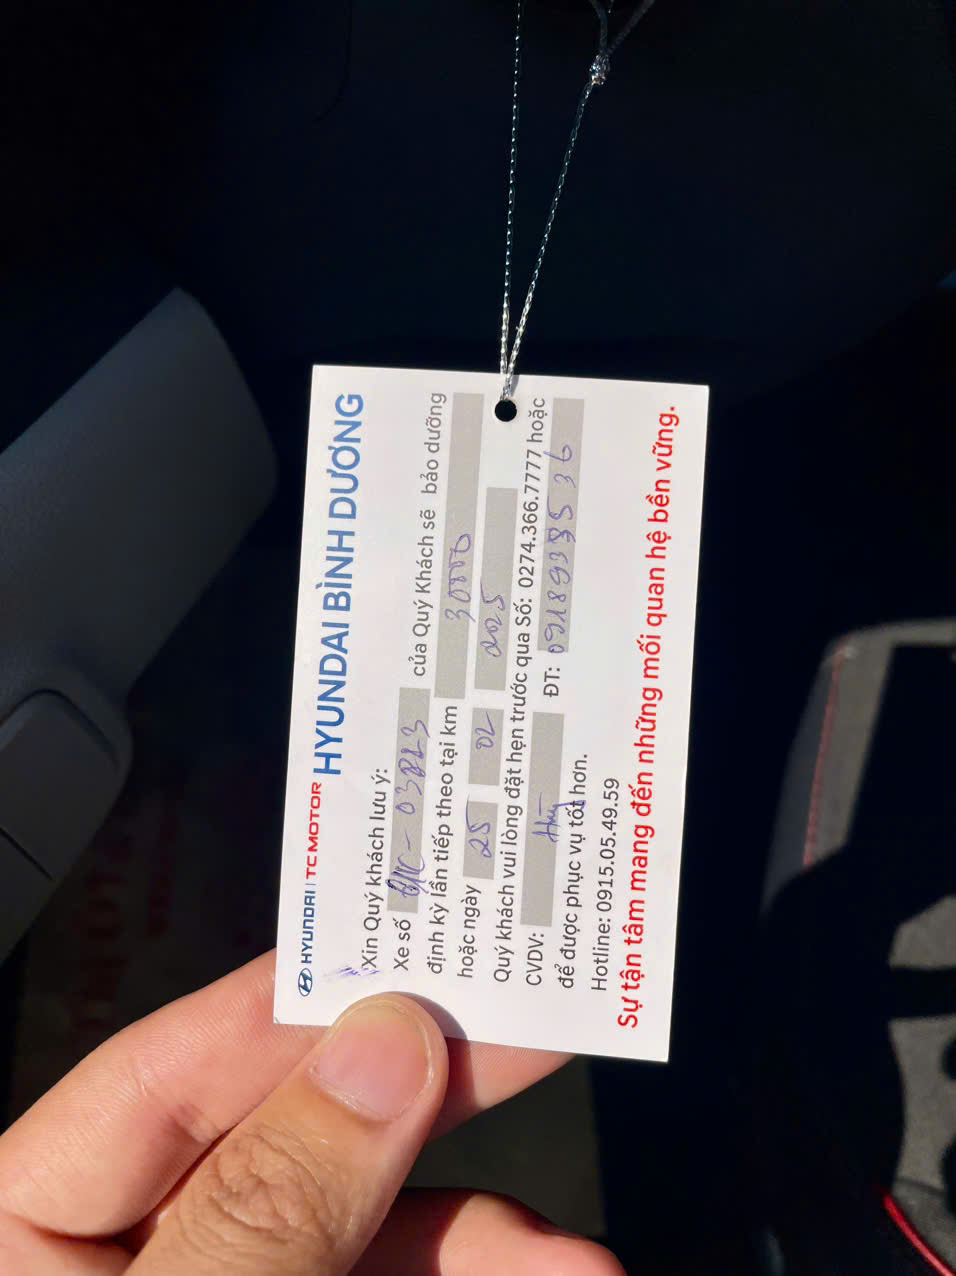 HYUNDAI | TC MOTOR HYUNDAI BÌNH DƯƠNG
Xin Quý khách lưu ý:
Xe số 03823 của Quý Khách sẽ bảo dưỡng
định kỳ lần tiếp theo tại km 30000
hoặc ngày 25 02 2025
Quý khách vui lòng đặt hẹn trước qua Số: 0274.366.7777 hoặc
CVDV: ĐT:
để được phục vụ tốt hơn.
Hotline: 0915.05.49.59
Sự tận tâm mang đến những mối quan hệ bền vững.